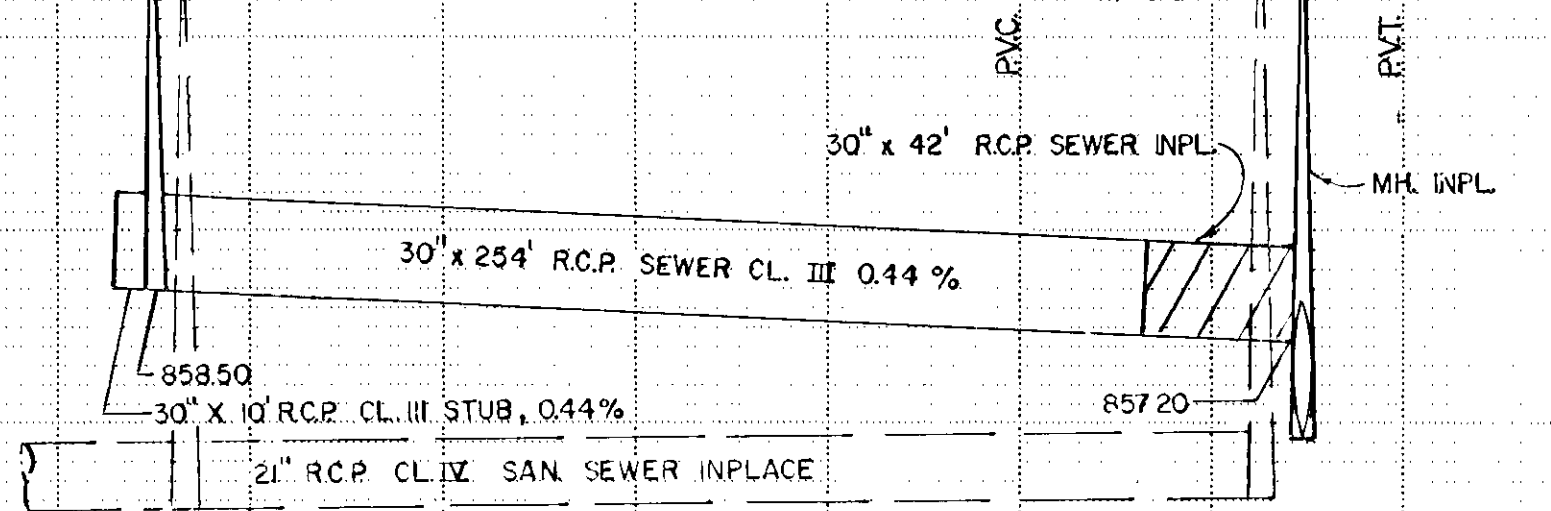 P.V.C.
P.V.T.
30" x 42' R.C.P. SEWER INPL.
MH. INPL.
30" x 254' R.C.P. SEWER CL. III 0.44 %
858.50
30" X 10' R.C.P. CL. III STUB, 0.44%
857 20
21" R.C.P. CL. IV SAN. SEWER INPLACE